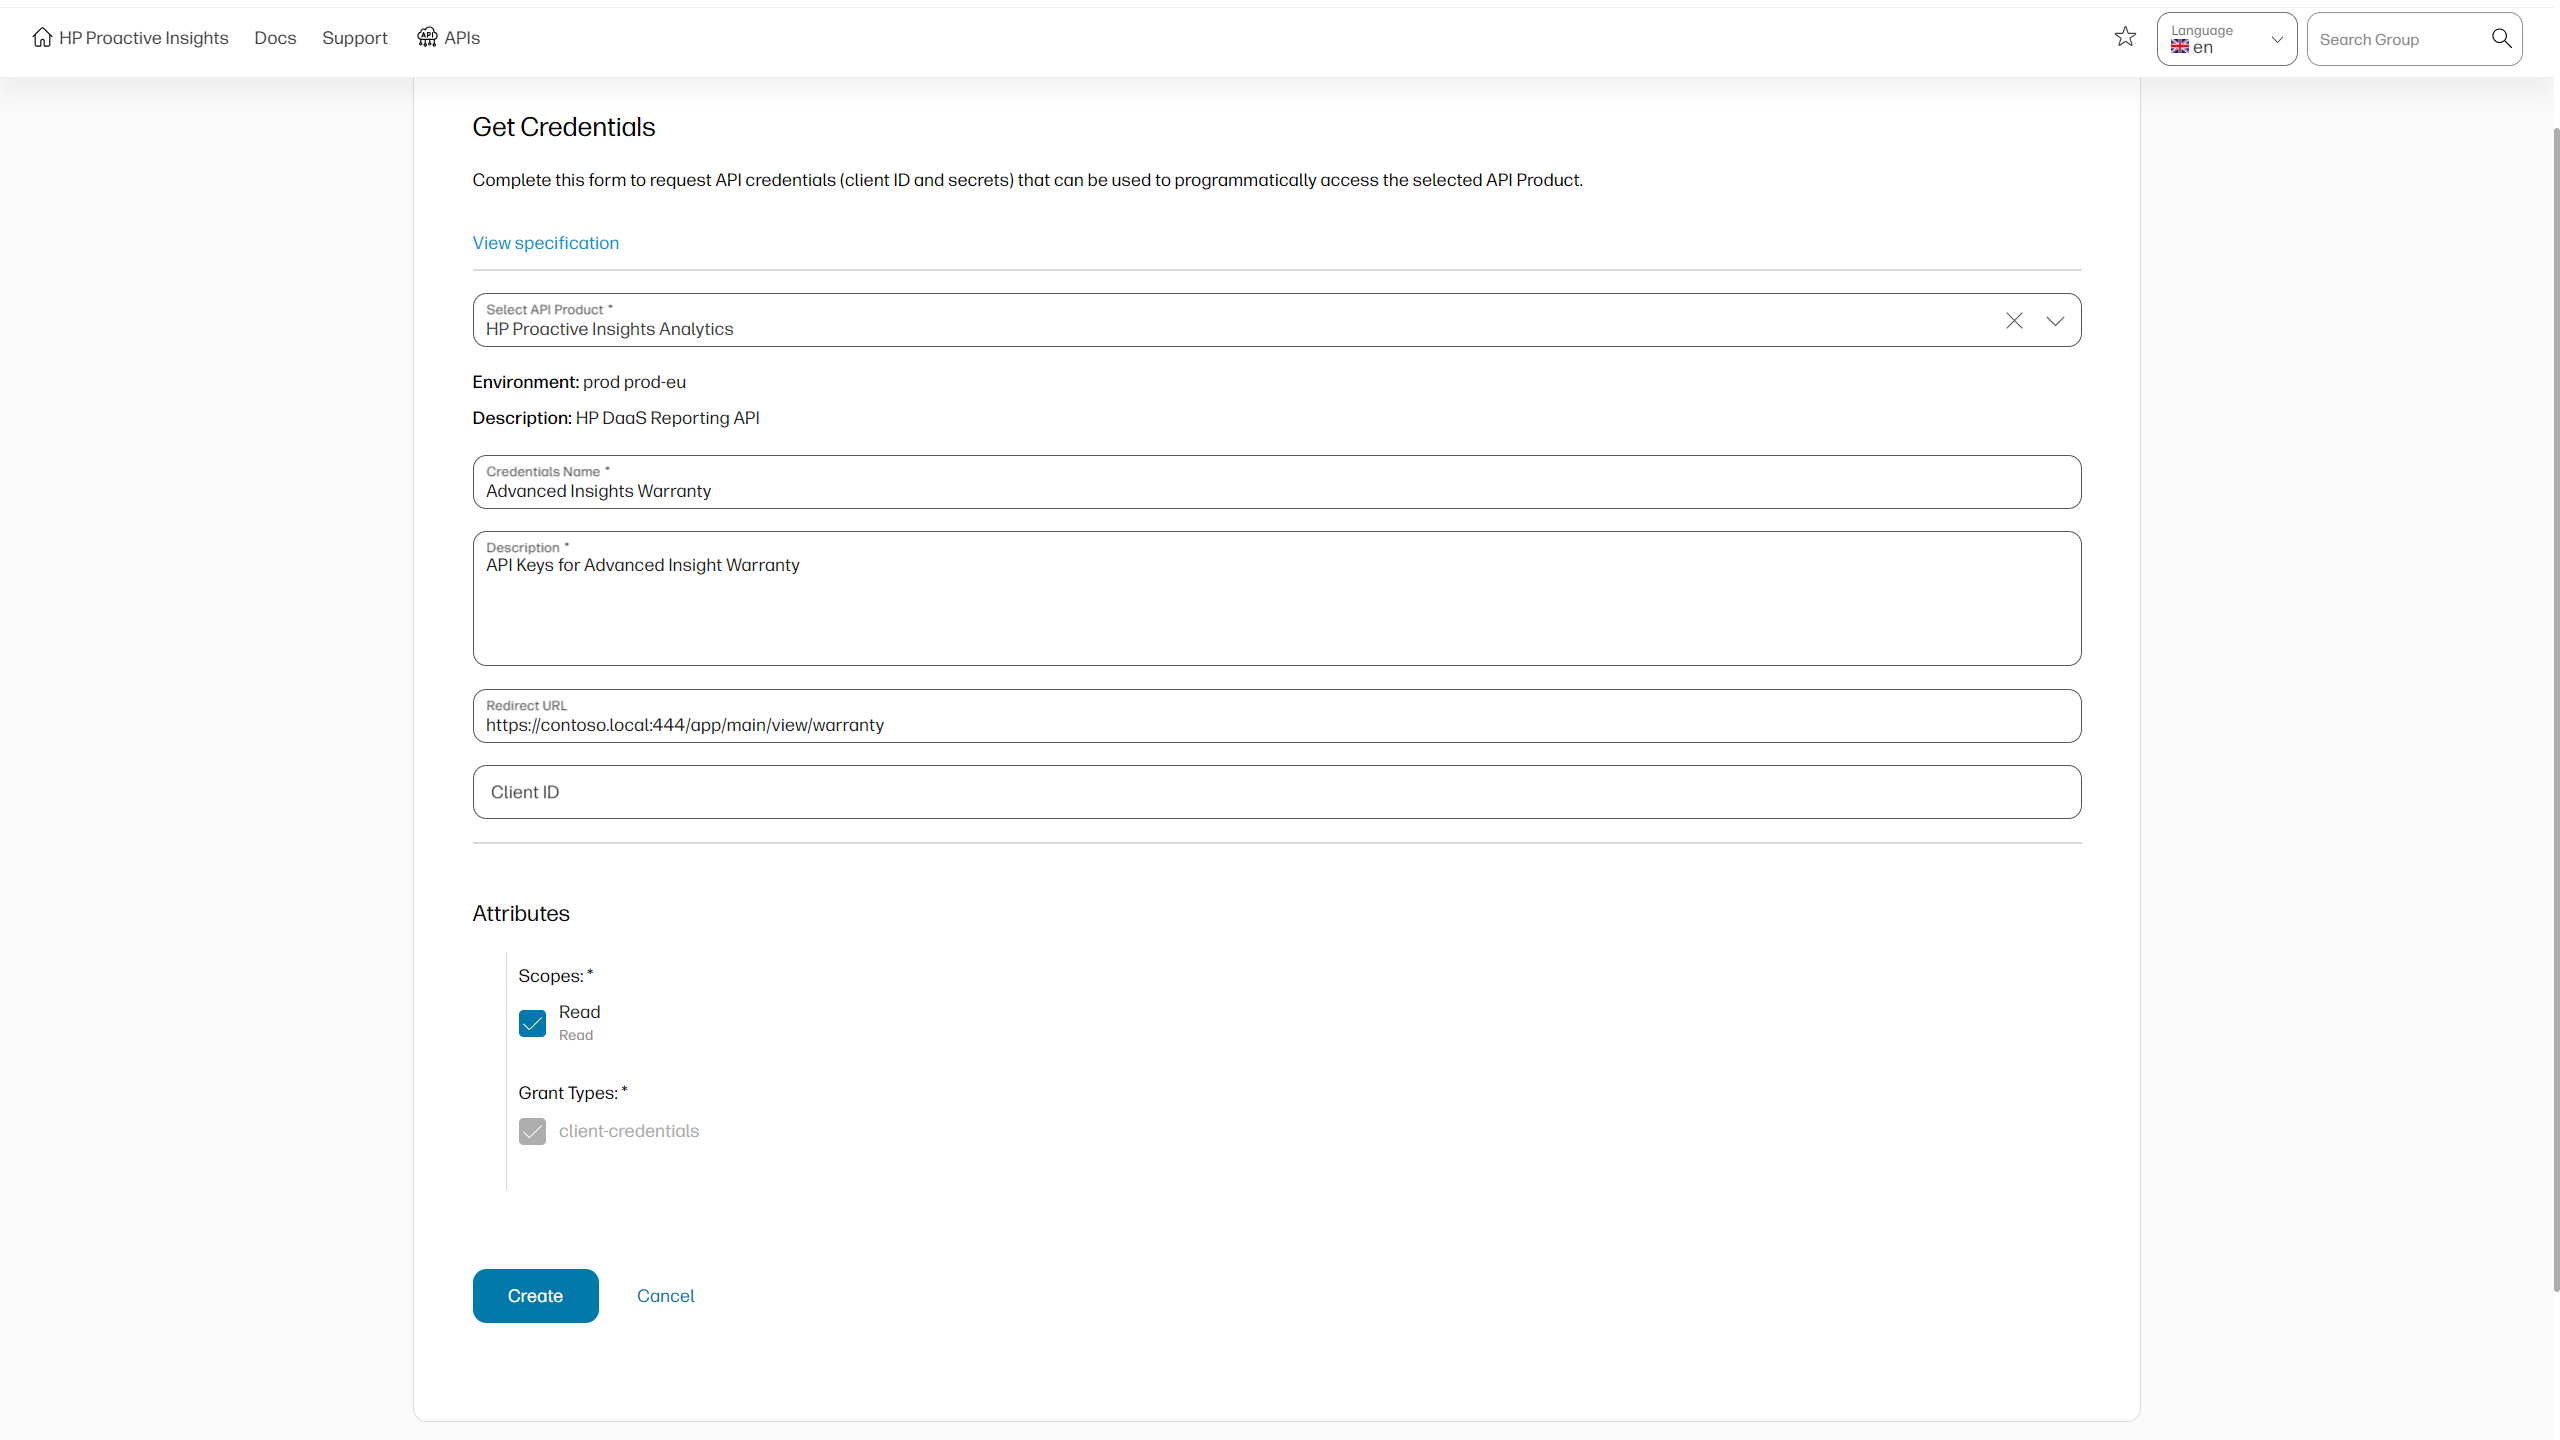 HP Proactive Insights Docs Support API APIs Language en Search Group
Get Credentials
Complete this form to request API credentials (client ID and secrets) that can be used to programmatically access the selected API Product.
View specification
Select API Product *
HP Proactive Insights Analytics
Environment: prod prod-eu
Description: HP DaaS Reporting API
Credentials Name *
Advanced Insights Warranty
Description *
API Keys for Advanced Insight Warranty
Redirect URL
https://contoso.local:444/app/main/view/warranty
Client ID
Attributes
Scopes: *
Read
Read
Grant Types: *
client-credentials
Create Cancel